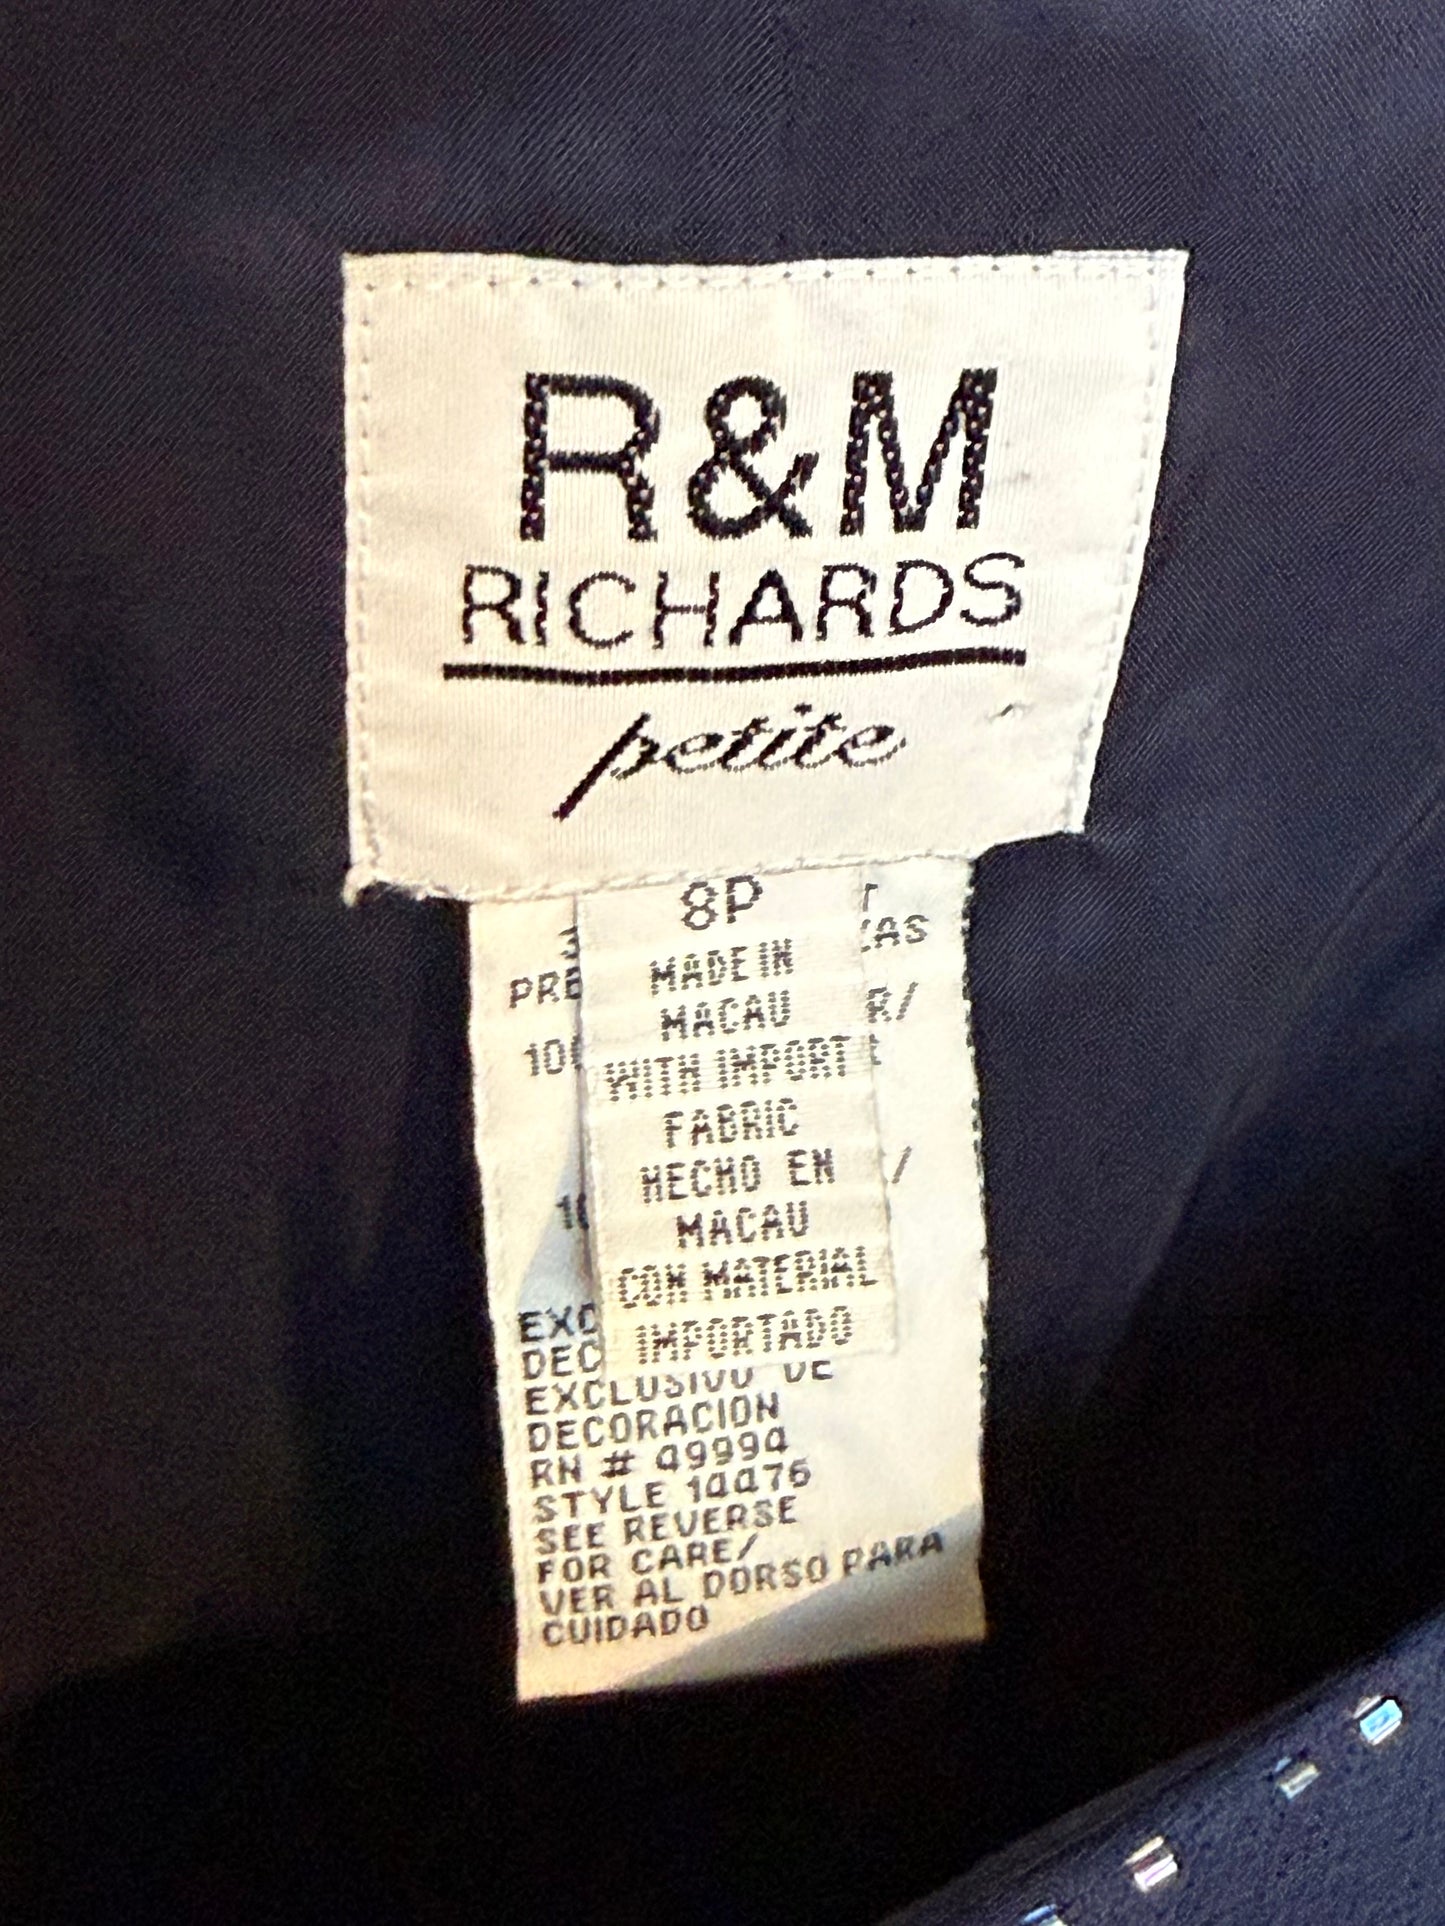 R&M
RICHARDS
petite
8P
MADE IN
MACAU
WITH IMPORT
FABRIC
HECHO EN
MACAU
CON MATERIAL
IMPORTADO
EXCLUSIVO DE
DECORACION
RN # 49994
STYLE 14475
SEE REVERSE
FOR CARE/
VER AL DORSO PARA
CUIDADO